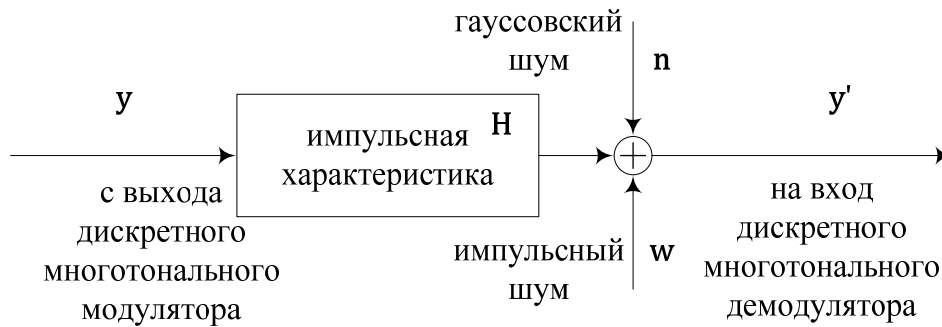 гауссовский
шум
n
y
y'
H
импульсная
характеристика
с выхода
дискретного
многотонального
модулятора
импульсный
шум
w
на вход
дискретного
многотонального
демодулятора